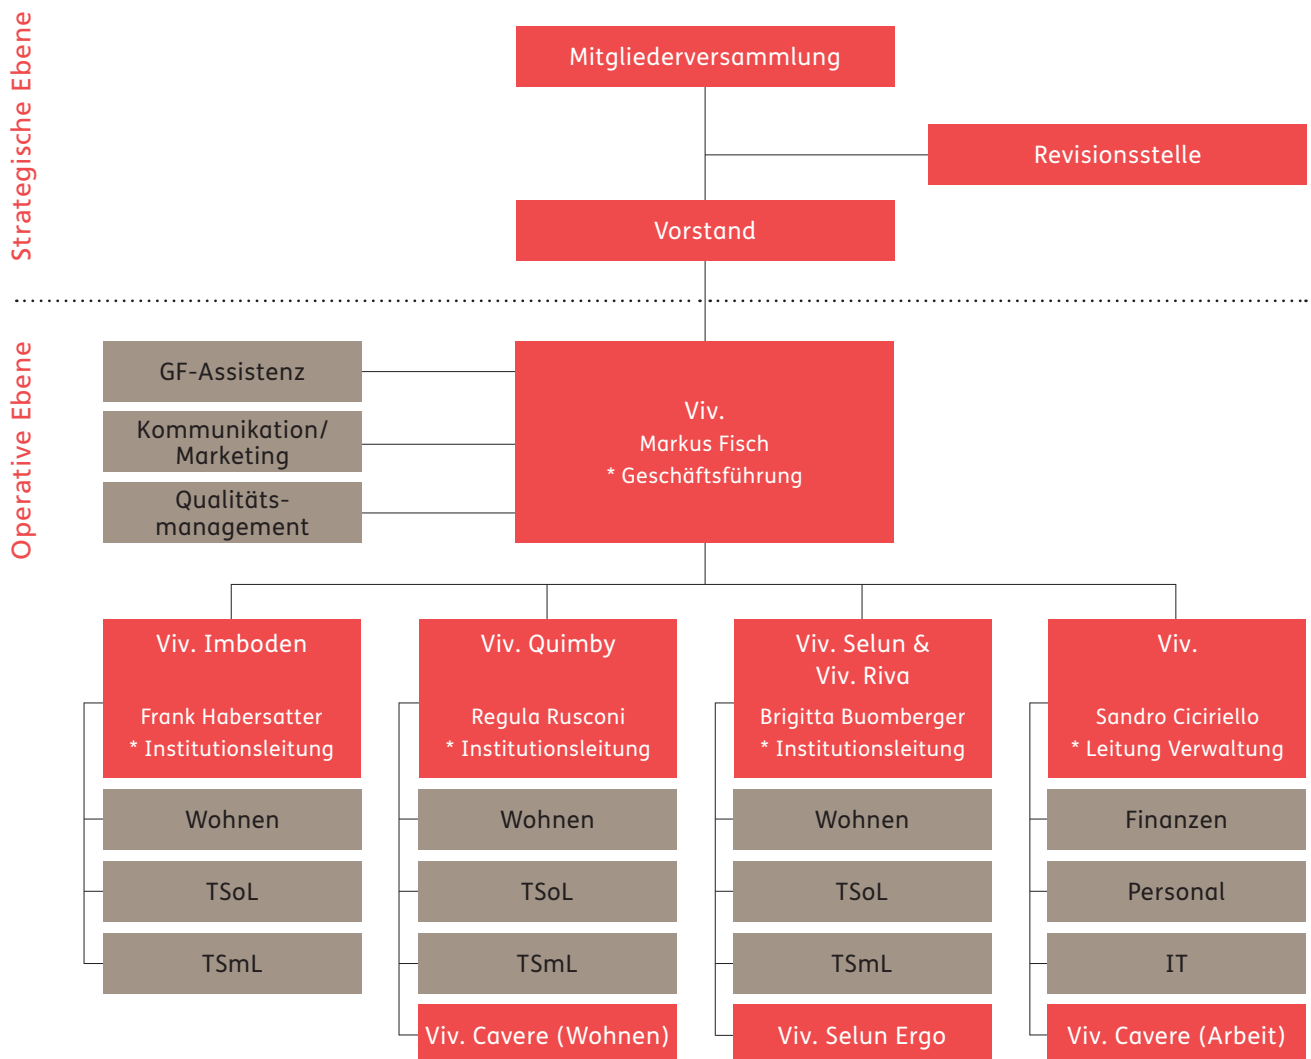 Strategische Ebene
Mitgliederversammlung
Revisionsstelle
Vorstand
Operative Ebene
GF-Assistenz
Kommunikation/
Marketing
Qualitäts-
management
Viv.
Markus Fisch
* Geschäftsführung
Viv. Imboden
Frank Habersatter
* Institutionsleitung
Wohnen
TSoL
TSmL
Viv. Quimby
Regula Rusconi
* Institutionsleitung
Wohnen
TSoL
TSmL
Viv. Cavere (Wohnen)
Viv. Selun &
Viv. Riva
Brigitta Buomberger
* Institutionsleitung
Wohnen
TSoL
TSmL
Viv. Selun Ergo
Viv.
Sandro Ciciriello
* Leitung Verwaltung
Finanzen
Personal
IT
Viv. Cavere (Arbeit)